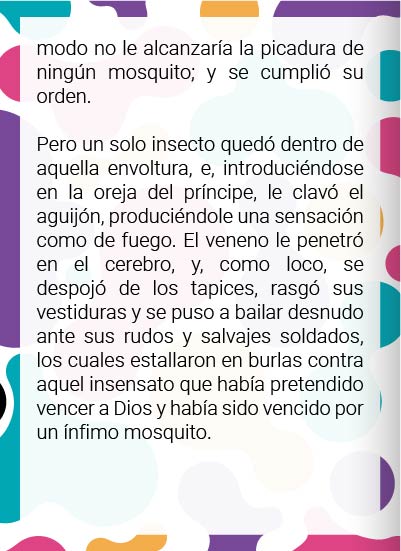 modo no le alcanzaría la picadura de
ningún mosquito; y se cumplió su
orden.
Pero un solo insecto quedó dentro de
aquella envoltura, e, introduciéndose
en la oreja del príncipe, le clavó el
aguijón, produciéndole una sensación
como de fuego. El veneno le penetró
en el cerebro, y, como loco, se
despojó de los tapices, rasgó sus
vestiduras y se puso a bailar desnudo
ante sus rudos y salvajes soldados,
los cuales estallaron en burlas contra
aquel insensato que había pretendido
vencer a Dios y había sido vencido por
un ínfimo mosquito.